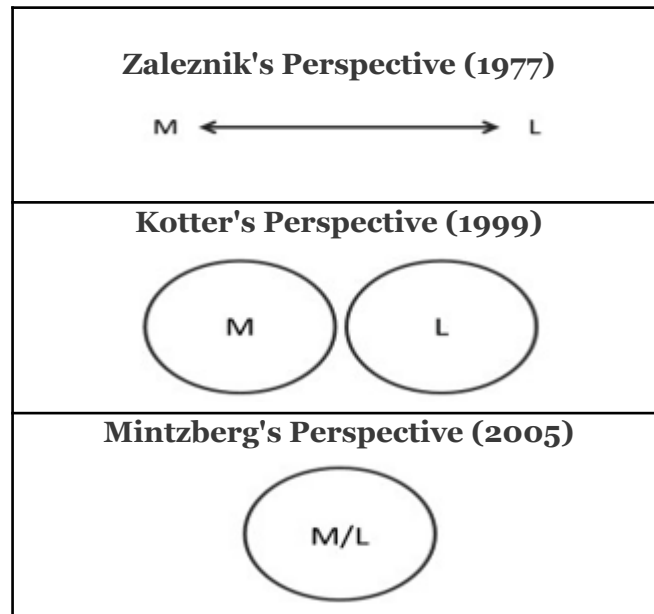 Zaleznik's Perspective (1977)
M L
Kotter's Perspective (1999)
M L
Mintzberg's Perspective (2005)
M/L